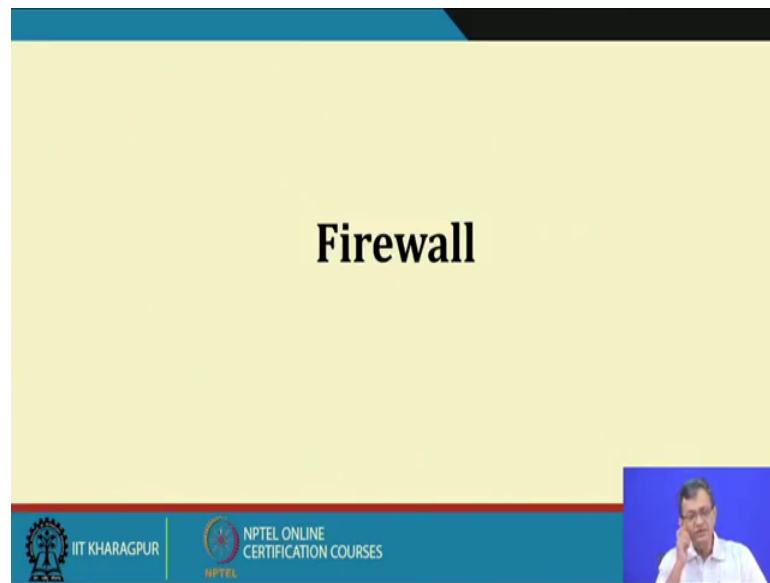 Firewall
IIT KHARAGPUR
NPTEL ONLINE
CERTIFICATION COURSES
NPTEL